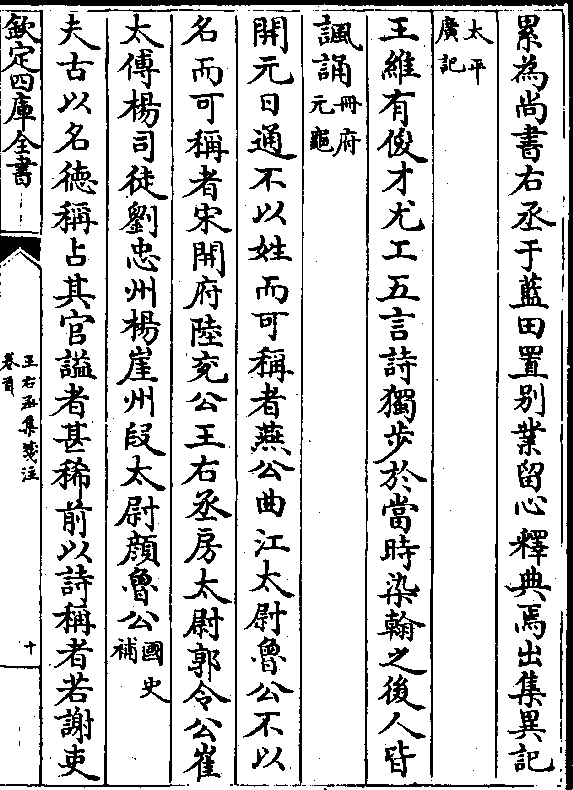 累為尚書右丞于藍田置别業留心釋典焉出集異記
太平
廣記
王維有俊才尤工五言詩獨步於當時染翰之後人皆
諷誦冊府
元龜
開元日通不以姓而可稱者燕公曲江太尉魯公不以
名而可稱者宋開府陸兖公王右丞房太尉郭令公崔
太傅楊司徒劉忠州楊崖州段太尉顔魯公國史
補
夫古以名徳稱占其官謚者甚稀前以詩稱者若謝吏
欽定四庫全書
王右丞集箋注
卷首
十